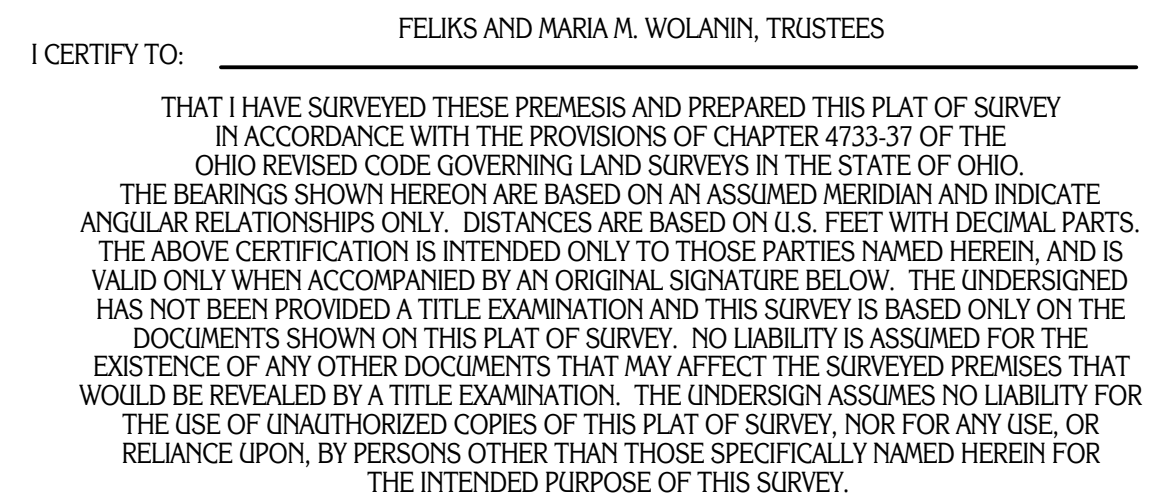 FELIKS AND MARIA M. WOLANIN, TRUSTEES
I CERTIFY TO:
THAT I HAVE SURVEYED THESE PREMESIS AND PREPARED THIS PLAT OF SURVEY
IN ACCORDANCE WITH THE PROVISIONS OF CHAPTER 4733-37 OF THE
OHIO REVISED CODE GOVERNING LAND SURVEYS IN THE STATE OF OHIO.
THE BEARINGS SHOWN HEREON ARE BASED ON AN ASSUMED MERIDIAN AND INDICATE
ANGULAR RELATIONSHIPS ONLY.  DISTANCES ARE BASED ON U.S. FEET WITH DECIMAL PARTS.
THE ABOVE CERTIFICATION IS INTENDED ONLY TO THOSE PARTIES NAMED HEREIN, AND IS
VALID ONLY WHEN ACCOMPANIED BY AN ORIGINAL SIGNATURE BELOW.  THE UNDERSIGNED
HAS NOT BEEN PROVIDED A TITLE EXAMINATION AND THIS SURVEY IS BASED ONLY ON THE
DOCUMENTS SHOWN ON THIS PLAT OF SURVEY.  NO LIABILITY IS ASSUMED FOR THE
EXISTENCE OF ANY OTHER DOCUMENTS THAT MAY AFFECT THE SURVEYED PREMISES THAT
WOULD BE REVEALED BY A TITLE EXAMINATION.  THE UNDERSIGN ASSUMES NO LIABILITY FOR
THE USE OF UNAUTHORIZED COPIES OF THIS PLAT OF SURVEY, NOR FOR ANY USE, OR
RELIANCE UPON, BY PERSONS OTHER THAN THOSE SPECIFICALLY NAMED HEREIN FOR
THE INTENDED PURPOSE OF THIS SURVEY.